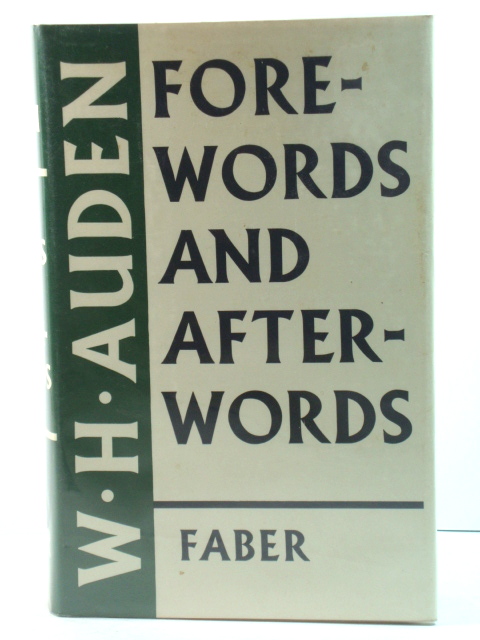 W·H·AUDEN
FORE-
WORDS
AND
AFTER-
WORDS
FABER